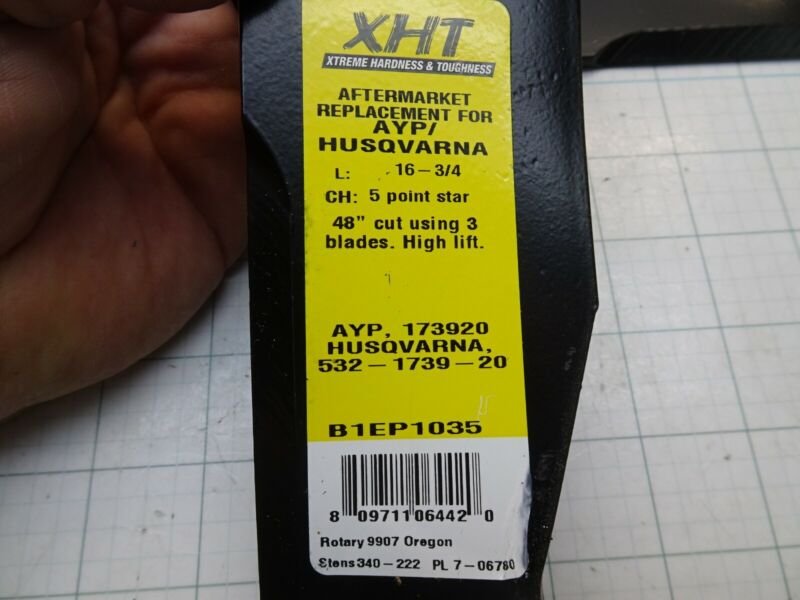 XHT
XTREME HARDNESS & TOUGHNESS
AFTERMARKET
REPLACEMENT FOR
AYP/
HUSQVARNA
L: 16-3/4
CH: 5 point star
48" cut using 3
blades. High lift.
AYP, 173920
HUSQVARNA,
532-1739-20
B1EP1035
8 09711 06442 0
Rotary 9907 Oregon
Stens 340-222 PL 7-06780